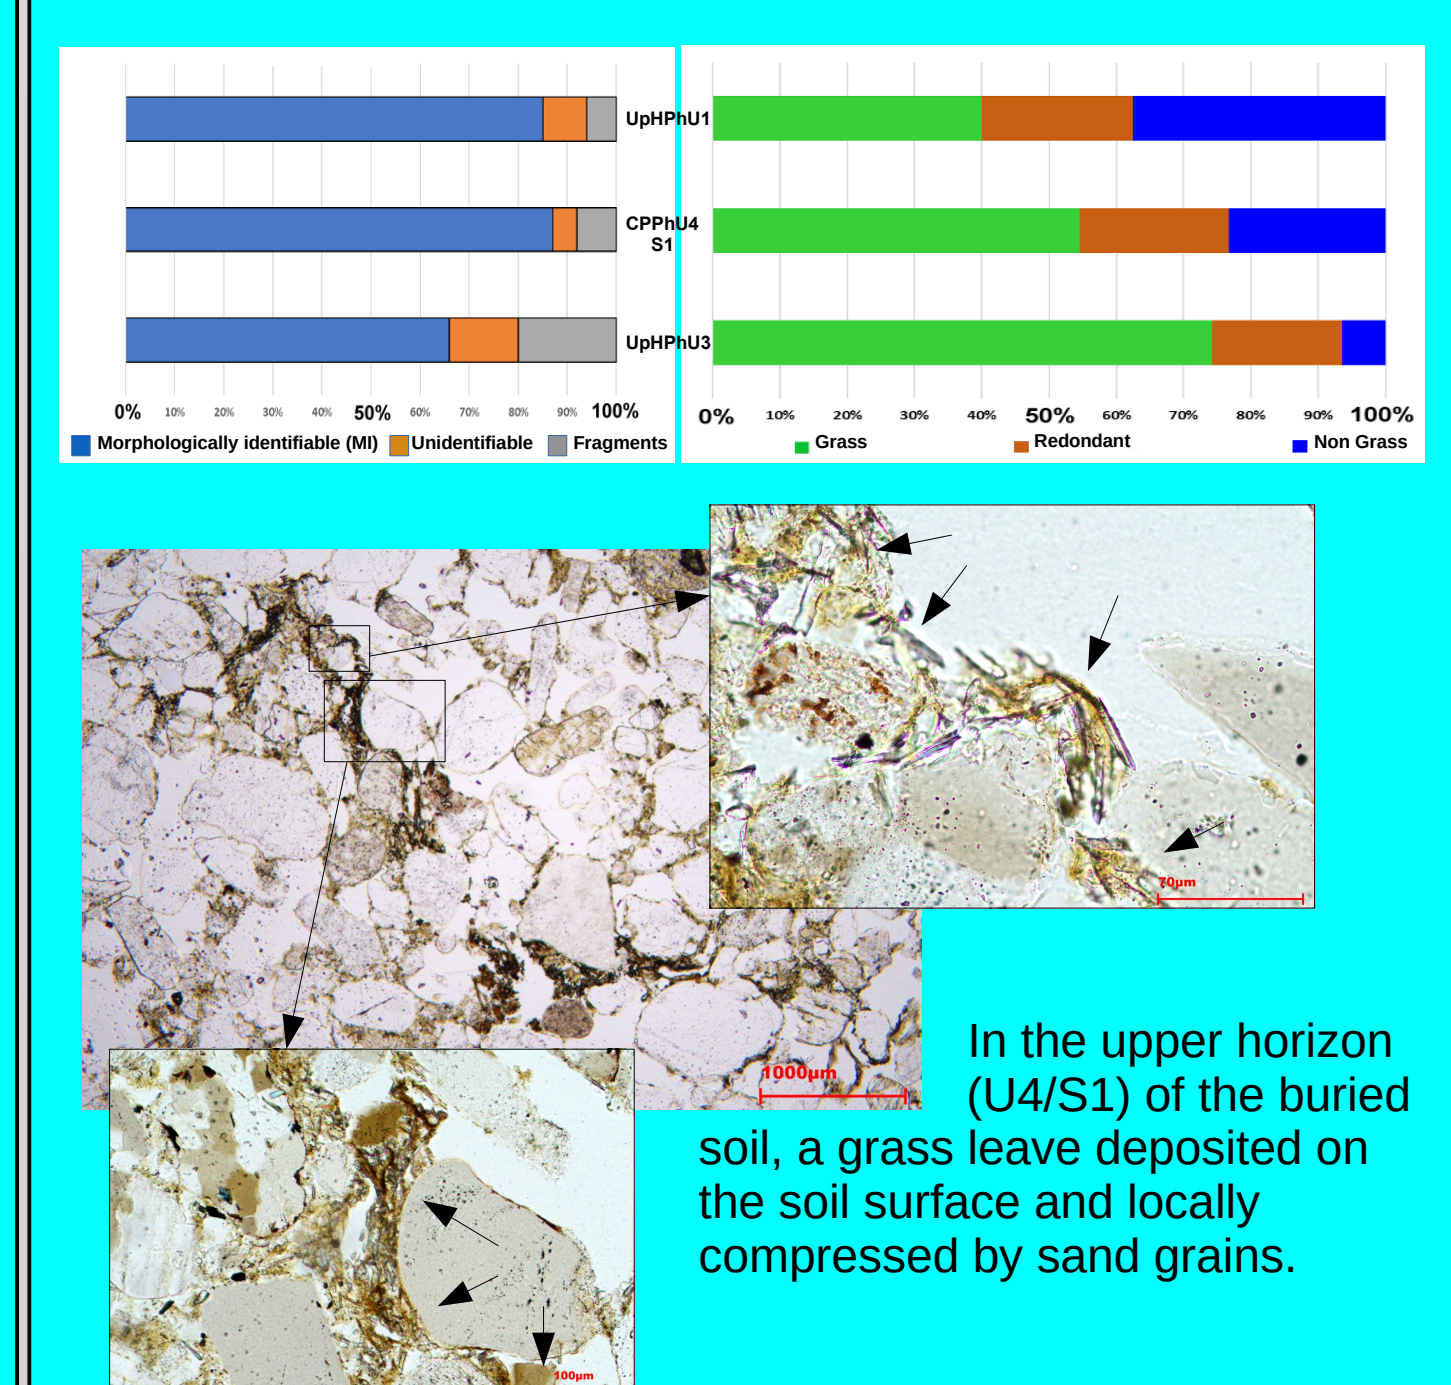 UpHPhU1
CPPhU4
S1
UpHPhU3
0% 10% 20% 30% 40% 50% 60% 70% 80% 90% 100%
Morphologically identifiable (MI) Unidentifiable Fragments
0% 10% 20% 30% 40% 50% 60% 70% 80% 90% 100%
Grass Redondant Non Grass
70µm
1000µm
In the upper horizon
(U4/S1) of the buried
soil, a grass leave deposited on
the soil surface and locally
compressed by sand grains.
100µm